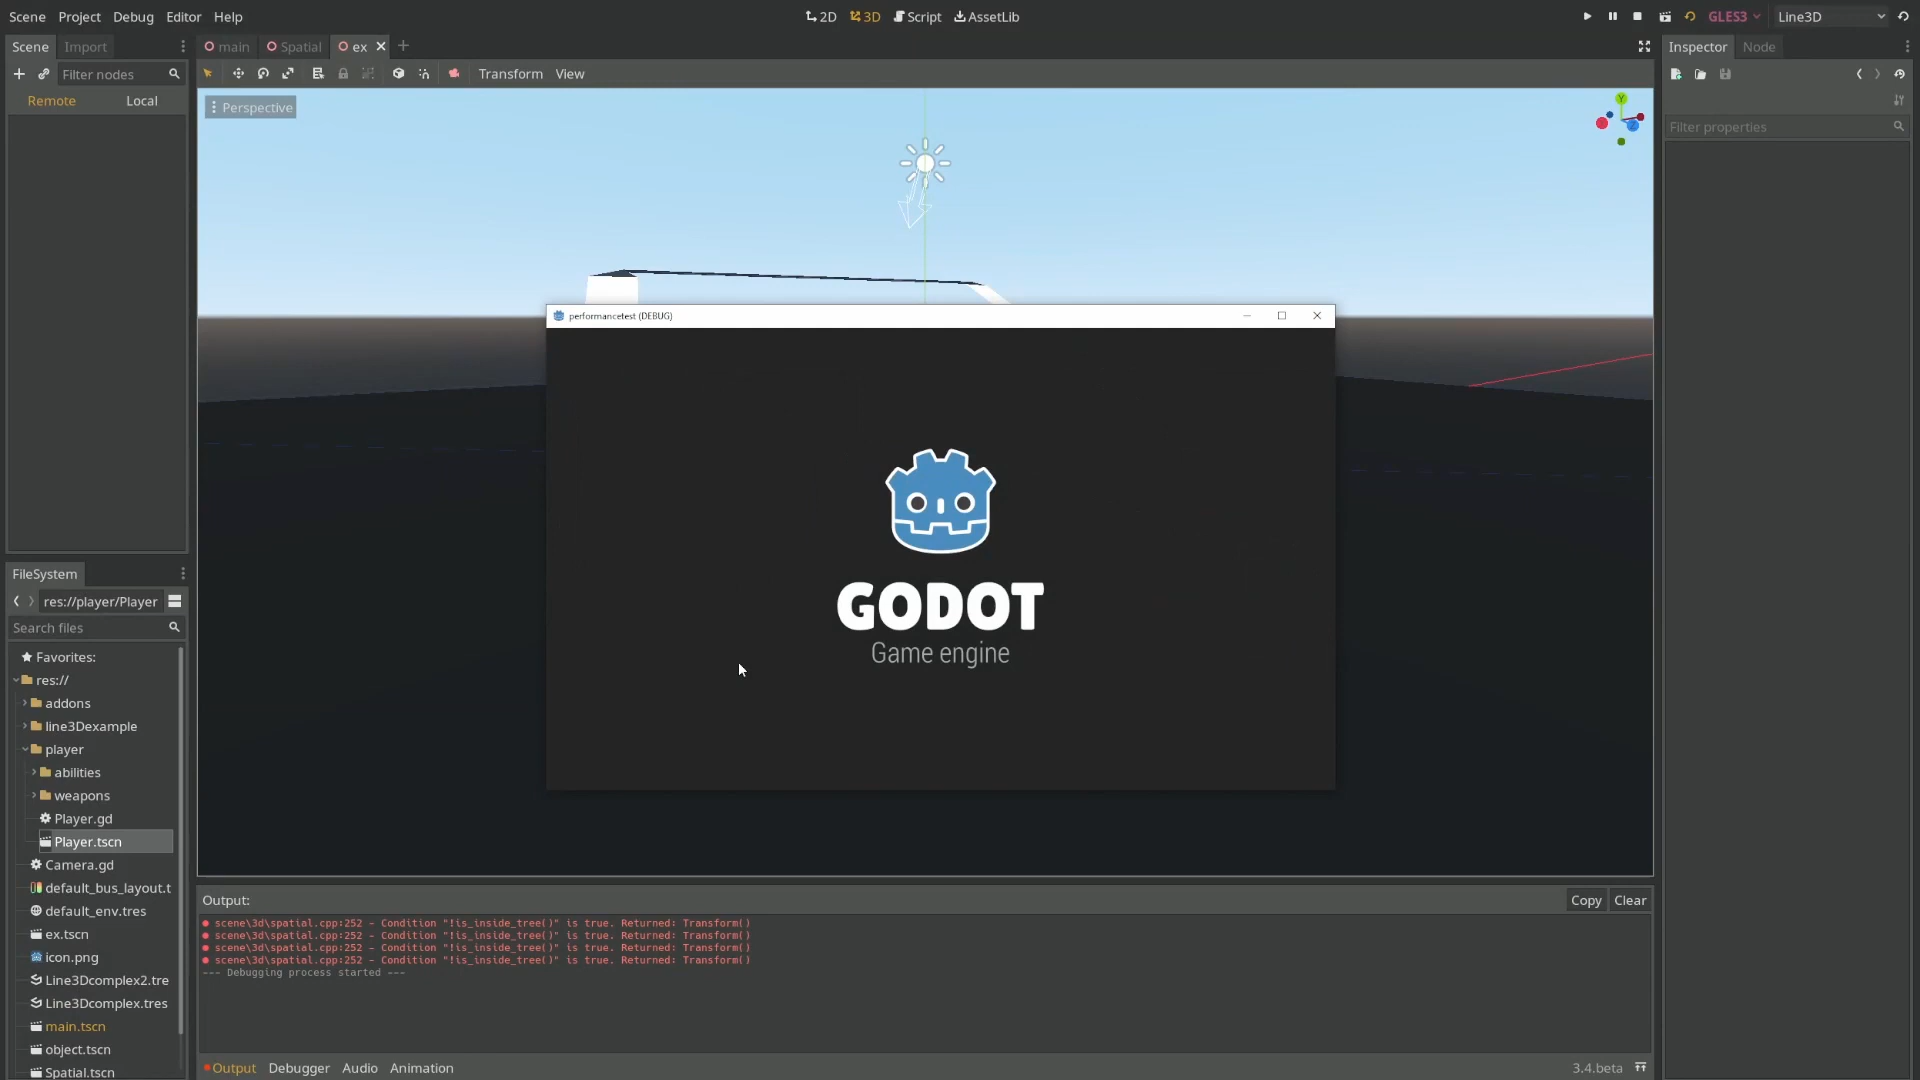 Scene Project Debug Editor Help
2D 3D Script AssetLib
GLES3 Line3D
Scene Import
main Spatial ex
Inspector Node
Filter nodes
Transform View
Remote Local
Perspective
Y
Z
Filter properties
performancetest (DEBUG)
GODOT
Game engine
FileSystem
res://player/Player
Search files
Favorites:
res://
addons
line3Dexample
player
abilities
weapons
Player.gd
Player.tscn
Camera.gd
default_bus_layout.t
default_env.tres
ex.tscn
icon.png
Line3Dcomplex2.tre
Line3Dcomplex.tres
main.tscn
object.tscn
Spatial.tscn
Output:
Copy Clear
scene\3d\spatial.cpp:252 - Condition "!is_inside_tree()" is true. Returned: Transform()
scene\3d\spatial.cpp:252 - Condition "!is_inside_tree()" is true. Returned: Transform()
scene\3d\spatial.cpp:252 - Condition "!is_inside_tree()" is true. Returned: Transform()
scene\3d\spatial.cpp:252 - Condition "!is_inside_tree()" is true. Returned: Transform()
--- Debugging process started ---
Output Debugger Audio Animation
3.4.beta